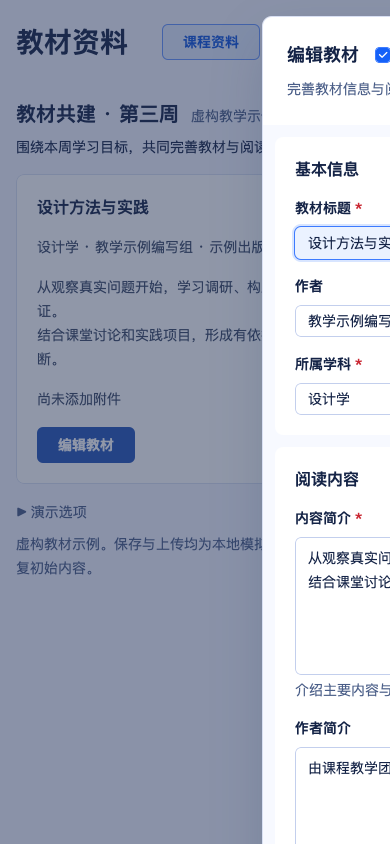 教材资料
课程资料
教材共建 · 第三周 虚构教学示
围绕本周学习目标，共同完善教材与阅读
设计方法与实践
设计学 · 教学示例编写组 · 示例出版
从观察真实问题开始，学习调研、构
证。
结合课堂讨论和实践项目，形成有依
断。
尚未添加附件
编辑教材
▶ 演示选项
虚构教材示例。保存与上传均为本地模拟
复初始内容。
编辑教材
完善教材信息与
基本信息
教材标题 *
设计方法与实
作者
教学示例编写
所属学科 *
设计学
阅读内容
内容简介 *
从观察真实问
结合课堂讨论
介绍主要内容与
作者简介
由课程教学团